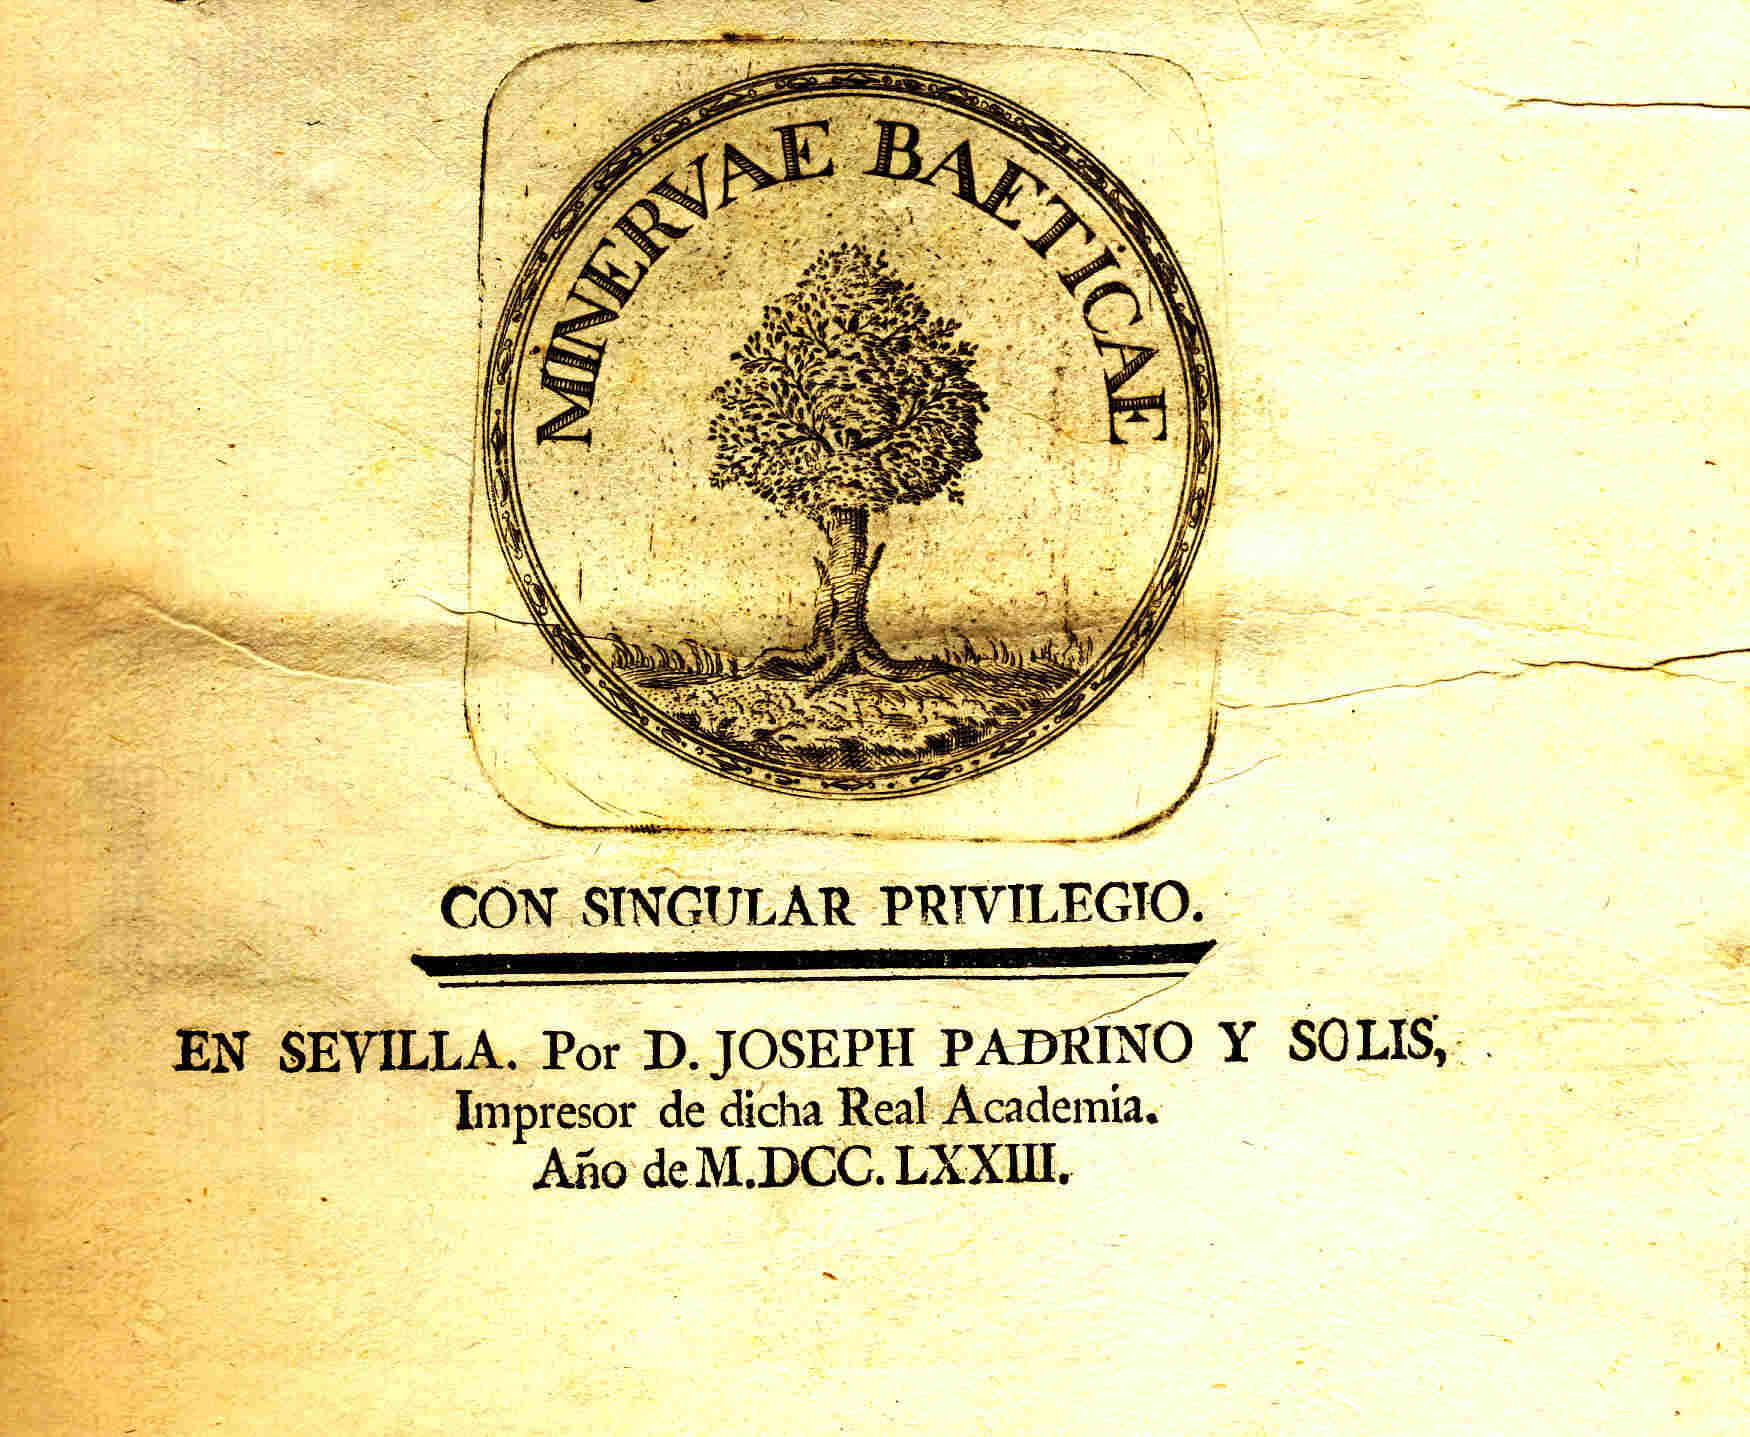 MINERVAE BAETICAE
CON SINGULAR PRIVILEGIO.
EN SEVILLA. Por D. JOSEPH PADRINO Y SOLIS,
Impresor de dicha Real Academia.
Año de M.DCC.LXXIII.